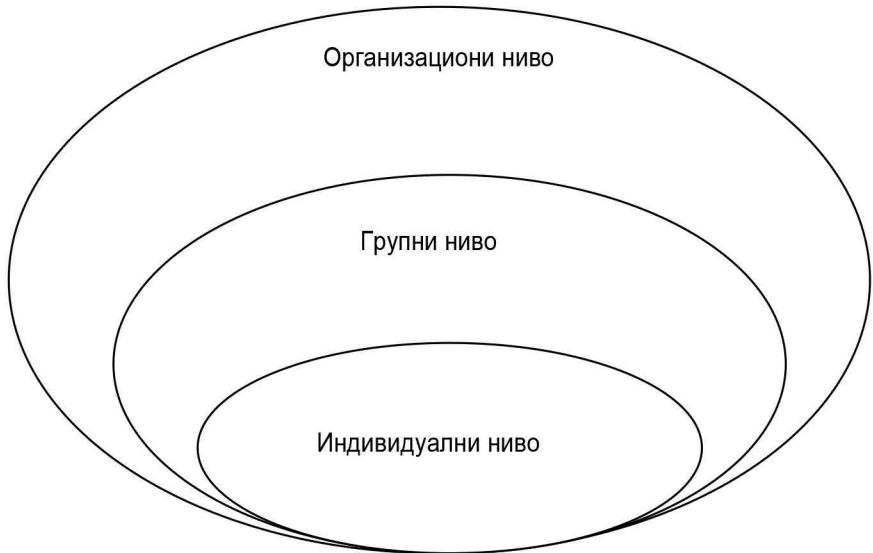 Организациони ниво
Групни ниво
Индивидуални ниво